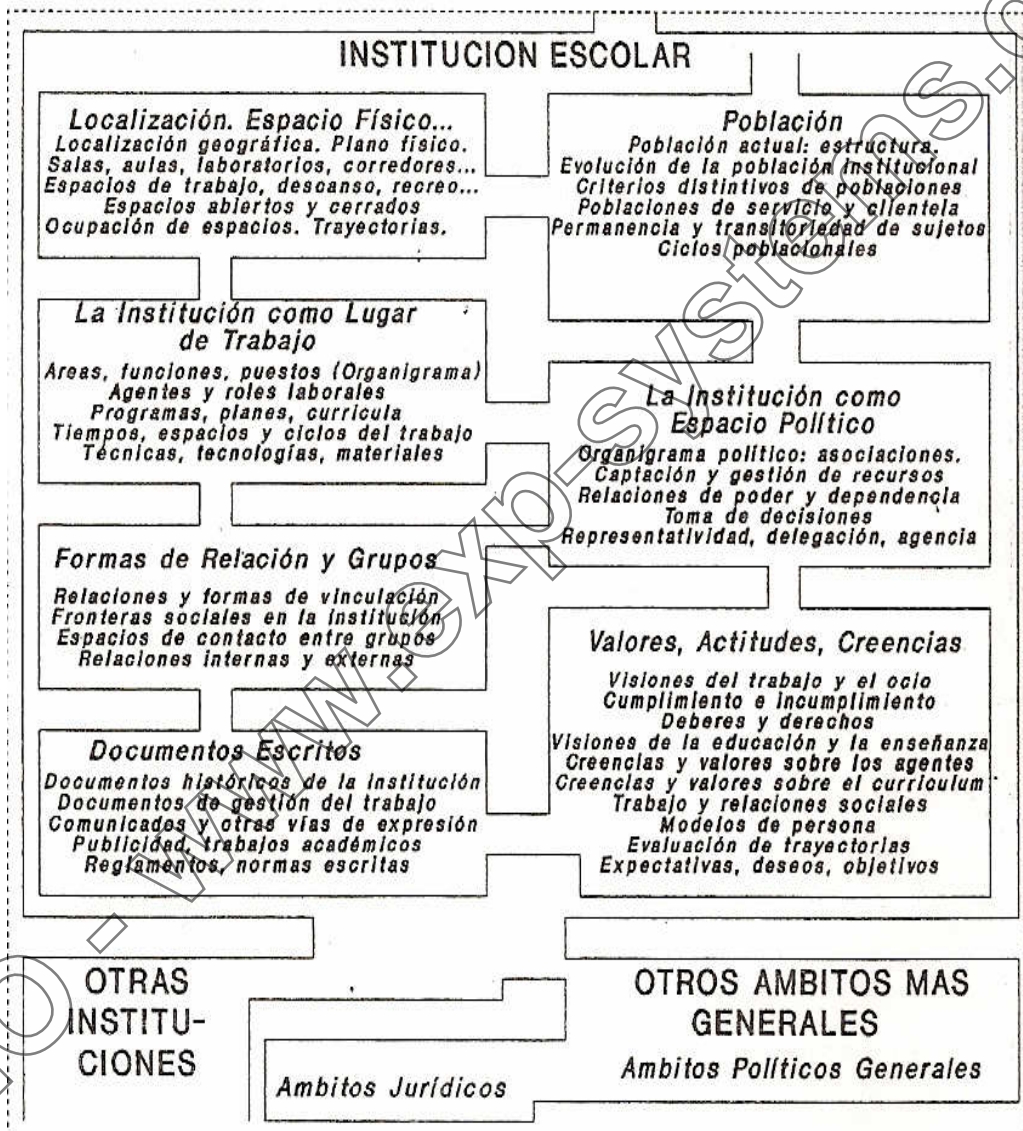 INSTITUCION ESCOLAR
Localización. Espacio Físico...
Localización geográfica. Plano físico.
Salas, aulas, laboratorios, corredores...
Espacios de trabajo, descanso, recreo...
Espacios abiertos y cerrados
Ocupación de espacios. Trayectorias.
La Institución como Lugar
de Trabajo
Areas, funciones, puestos (Organigrama)
Agentes y roles laborales
Programas, planes, currícula
Tiempos, espacios y ciclos del trabajo
Técnicas, tecnologías, materiales
Formas de Relación y Grupos
Relaciones y formas de vinculación
Fronteras sociales en la institución
Espacios de contacto entre grupos
Relaciones internas y externas
Documentos Escritos
Documentos históricos de la institución
Documentos de gestión del trabajo
Comunicados y otras vías de expresión
Publicidad, trabajos académicos
Reglamentos, normas escritas
Población
Población actual: estructura.
Evolución de la población institucional
Criterios distintivos de poblaciones
Poblaciones de servicio y clientela
Permanencia y transitoriedad de sujetos
Ciclos poblacionales
La Institución como
Espacio Político
Organigrama político: asociaciones.
Captación y gestión de recursos
Relaciones de poder y dependencia
Toma de decisiones
Representatividad, delegación, agencia
Valores, Actitudes, Creencias
Visiones del trabajo y el ocio
Cumplimiento e incumplimiento
Deberes y derechos
Visiones de la educación y la enseñanza
Creencias y valores sobre los agentes
Creencias y valores sobre el curriculum
Trabajo y relaciones sociales
Modelos de persona
Evaluación de trayectorias
Expectativas, deseos, objetivos
OTRAS
INSTITU-
CIONES
Ambitos Jurídicos
OTROS AMBITOS MAS
GENERALES
Ambitos Políticos Generales
- www.exp-systems.c